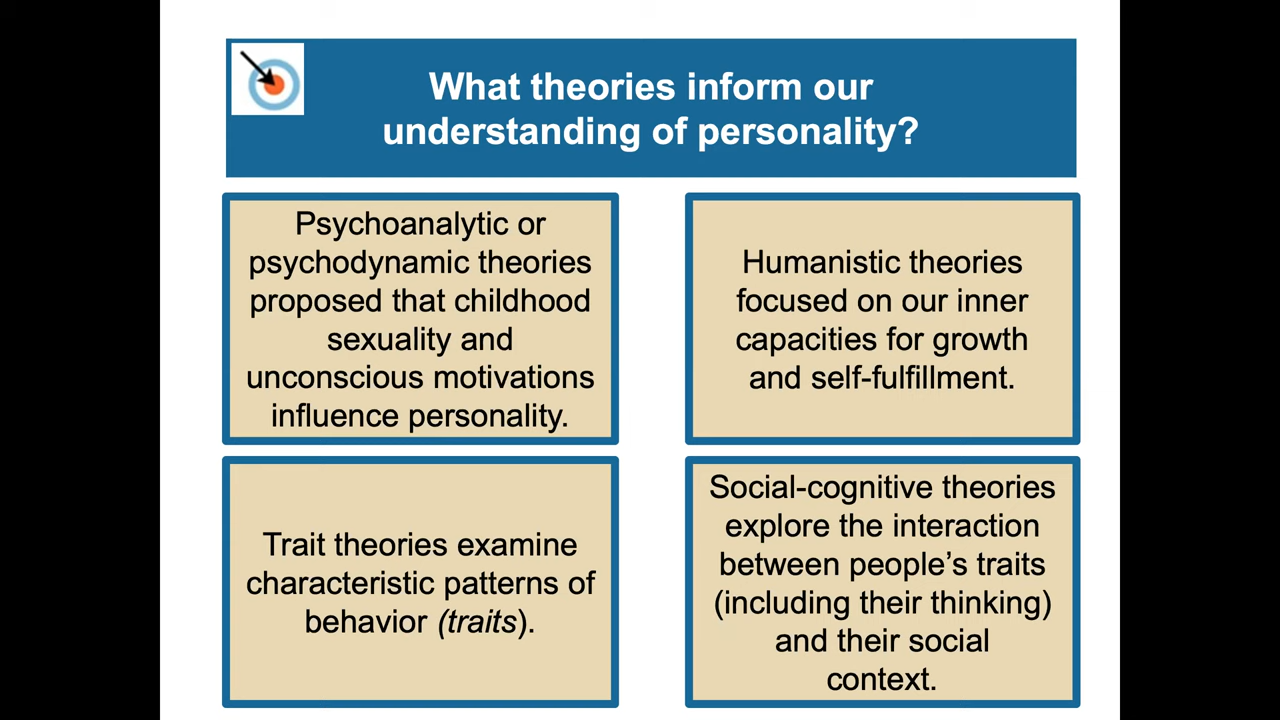 What theories inform our
understanding of personality?
Psychoanalytic or
psychodynamic theories
proposed that childhood
sexuality and
unconscious motivations
influence personality.
Humanistic theories
focused on our inner
capacities for growth
and self-fulfillment.
Trait theories examine
characteristic patterns of
behavior (traits).
Social-cognitive theories
explore the interaction
between people’s traits
(including their thinking)
and their social
context.